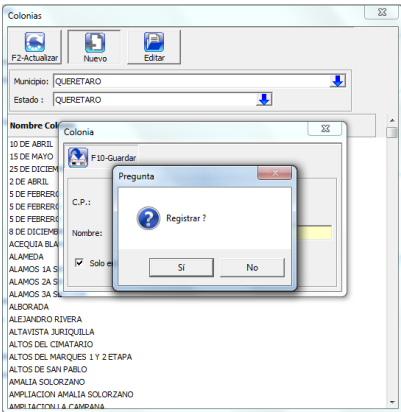 Colonias
F2-Actualizar Nuevo Editar
Municipio: QUERETARO
Estado : QUERETARO
Nombre Col
Colonia
F10-Guardar
Pregunta
C.P.:
Registrar ?
Nombre:
Solo e
Sí No
10 DE ABRIL
15 DE MAYO
25 DE DICIEM
2 DE ABRIL
5 DE FEBRERO
5 DE FEBRERO
5 DE FEBRERO
8 DE DICIEMB
ACEQUIA BLA
ALAMEDA
ALAMOS 1A S
ALAMOS 2A S
ALAMOS 3A SE
ALBORADA
ALEJANDRO RIVERA
ALTAVISTA JURIQUILLA
ALTOS DEL CIMATARIO
ALTOS DEL MARQUES 1 Y 2 ETAPA
ALTOS DE SAN PABLO
AMALIA SOLORZANO
AMPLIACION AMALIA SOLORZANO
AMPLIACION LA CAMPANA